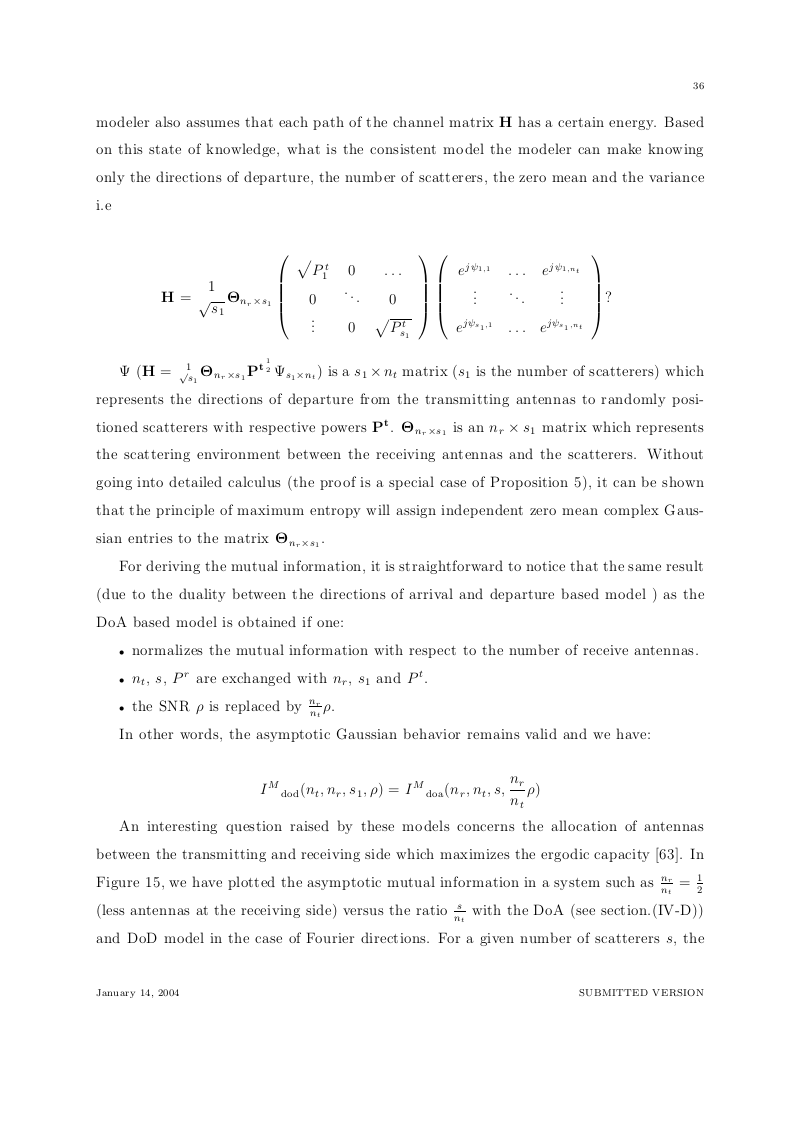 36
modeler also assumes that each path of the channel matrix H has a certain energy. Based
on this state of knowledge, what is the consistent model the modeler can make knowing
only the directions of departure, the number of scatterers, the zero mean and the variance
i.e
$\mathbf{H} = \frac{1}{\sqrt{s_1}} \mathbf{\Theta}_{n_r \times s_1} \begin{pmatrix} \sqrt{P_1^t} & 0 & \dots \\ 0 & \ddots & 0 \\ \vdots & 0 & \sqrt{P_{s_1}^t} \end{pmatrix} \begin{pmatrix} e^{j\psi_{1,1}} & \dots & e^{j\psi_{1,n_t}} \\ \vdots & \ddots & \vdots \\ e^{j\psi_{s_1,1}} & \dots & e^{j\psi_{s_1,n_t}} \end{pmatrix}?$
$\Psi$ ($\mathbf{H} = \frac{1}{\sqrt{s_1}} \mathbf{\Theta}_{n_r \times s_1} \mathbf{P^t}^{\frac{1}{2}} \Psi_{s_1 \times n_t}$) is a $s_1 \times n_t$ matrix ($s_1$ is the number of scatterers) which
represents the directions of departure from the transmitting antennas to randomly posi-
tioned scatterers with respective powers $\mathbf{P^t}$. $\mathbf{\Theta}_{n_r \times s_1}$ is an $n_r \times s_1$ matrix which represents
the scattering environment between the receiving antennas and the scatterers. Without
going into detailed calculus (the proof is a special case of Proposition 5), it can be shown
that the principle of maximum entropy will assign independent zero mean complex Gaus-
sian entries to the matrix $\mathbf{\Theta}_{n_r \times s_1}$.
For deriving the mutual information, it is straightforward to notice that the same result
(due to the duality between the directions of arrival and departure based model ) as the
DoA based model is obtained if one:
• normalizes the mutual information with respect to the number of receive antennas.
• $n_t$, $s$, $P^r$ are exchanged with $n_r$, $s_1$ and $P^t$.
• the SNR $\rho$ is replaced by $\frac{n_r}{n_t}\rho$.
In other words, the asymptotic Gaussian behavior remains valid and we have:
$I^M{}_{\text{dod}}(n_t, n_r, s_1, \rho) = I^M{}_{\text{doa}}(n_r, n_t, s, \frac{n_r}{n_t}\rho)$
An interesting question raised by these models concerns the allocation of antennas
between the transmitting and receiving side which maximizes the ergodic capacity [63]. In
Figure 15, we have plotted the asymptotic mutual information in a system such as $\frac{n_r}{n_t} = \frac{1}{2}$
(less antennas at the receiving side) versus the ratio $\frac{s}{n_t}$ with the DoA (see section.(IV-D))
and DoD model in the case of Fourier directions. For a given number of scatterers $s$, the
January 14, 2004 SUBMITTED VERSION